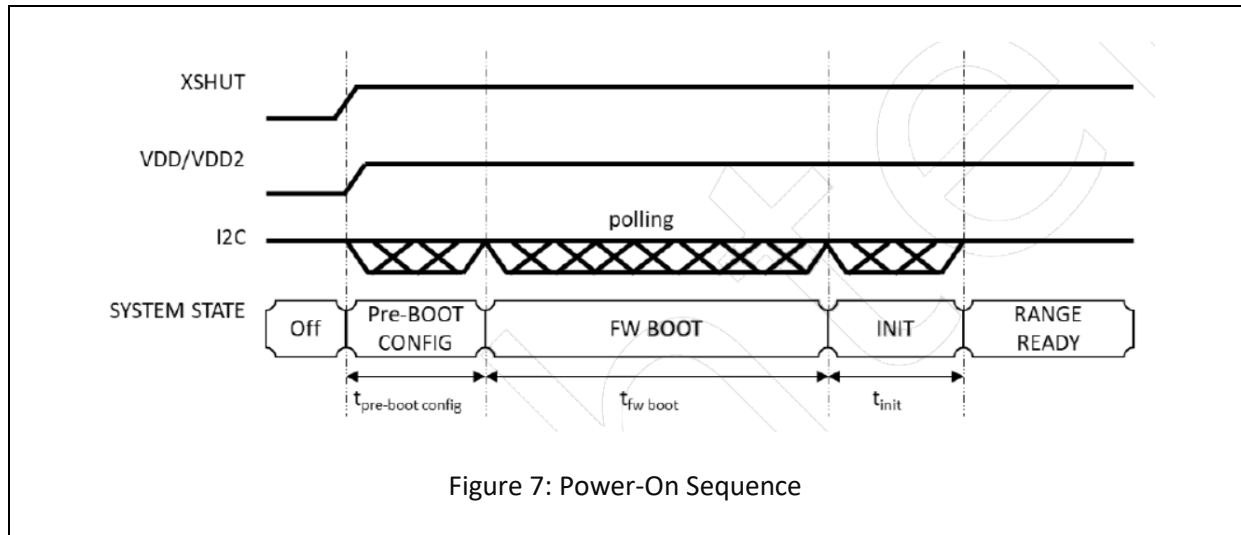 XSHUT
VDD/VDD2
polling
I2C
SYSTEM STATE
Off
Pre-BOOT
CONFIG
FW BOOT
INIT
RANGE
READY
tpre-boot config
tfw boot
tinit
Figure 7: Power-On Sequence